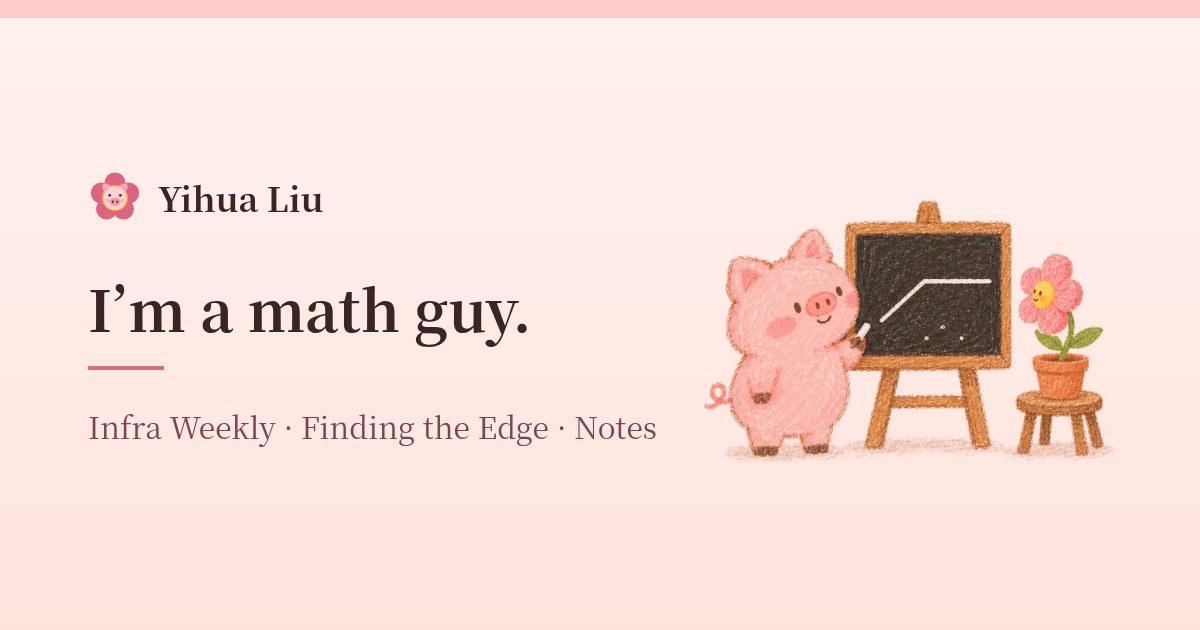 Yihua Liu
I’m a math guy.
Infra Weekly · Finding the Edge · Notes